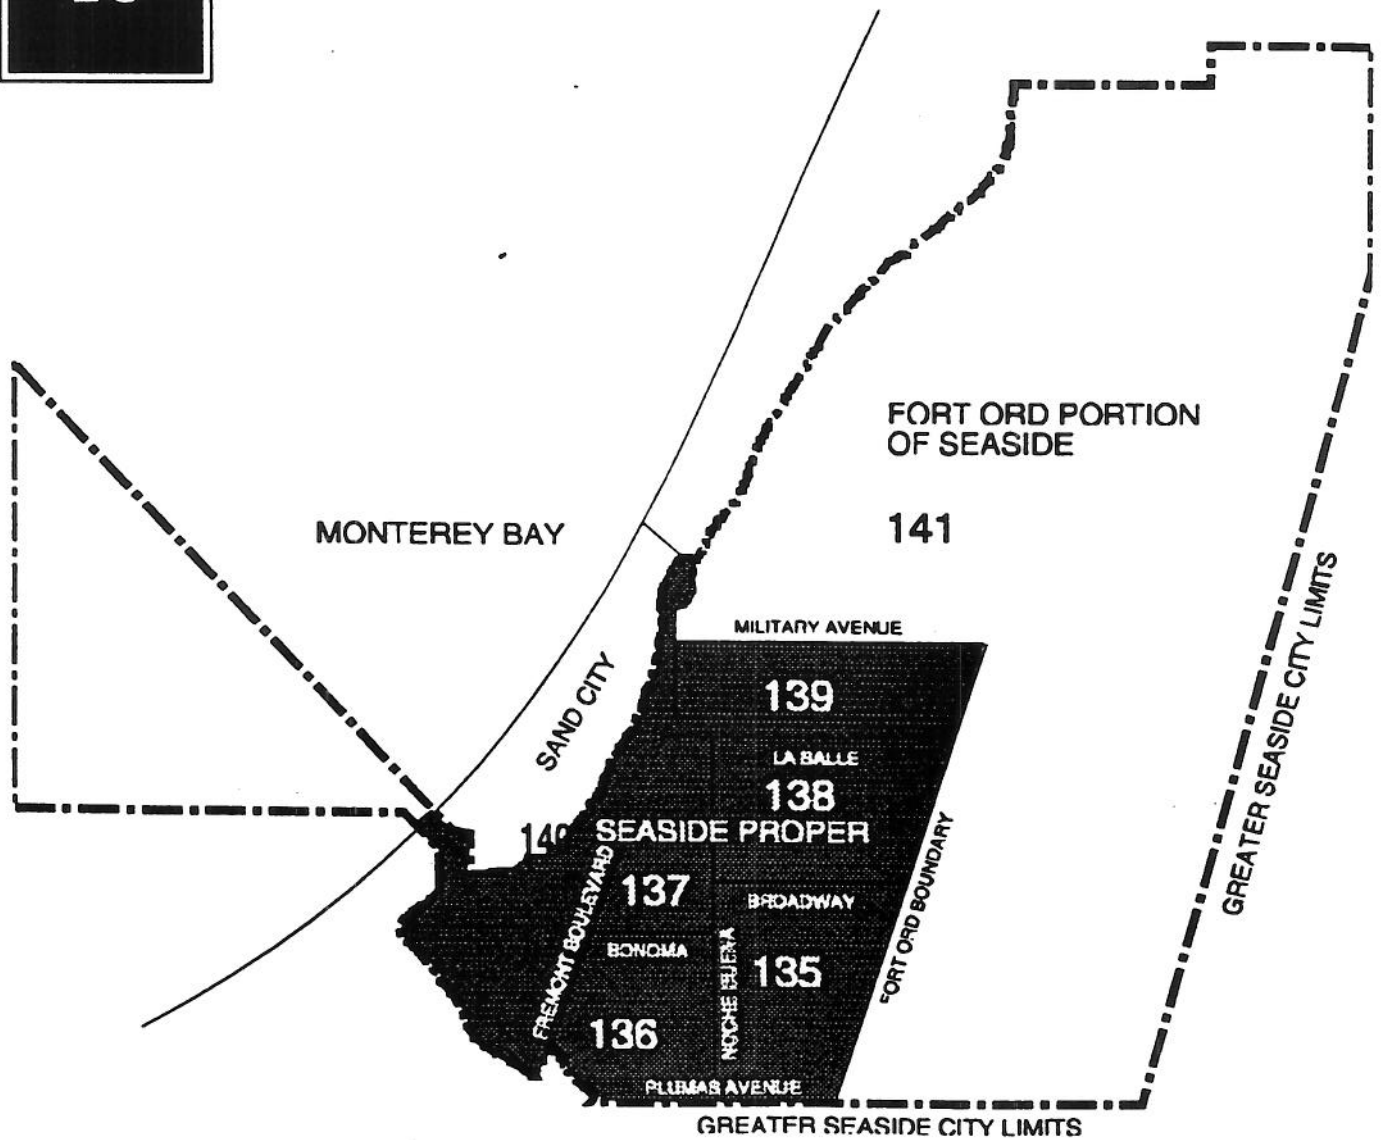 FORT ORD PORTION
OF SEASIDE
141
MONTEREY BAY
MILITARY AVENUE
SAND CITY
139
LA SALLE
138
140
SEASIDE PROPER
137
FREMONT BOULEVARD
BROADWAY
SONOMA
NOCHE BUENA
135
136
FORT ORD BOUNDARY
GREATER SEASIDE CITY LIMITS
PLUMAS AVENUE
GREATER SEASIDE CITY LIMITS